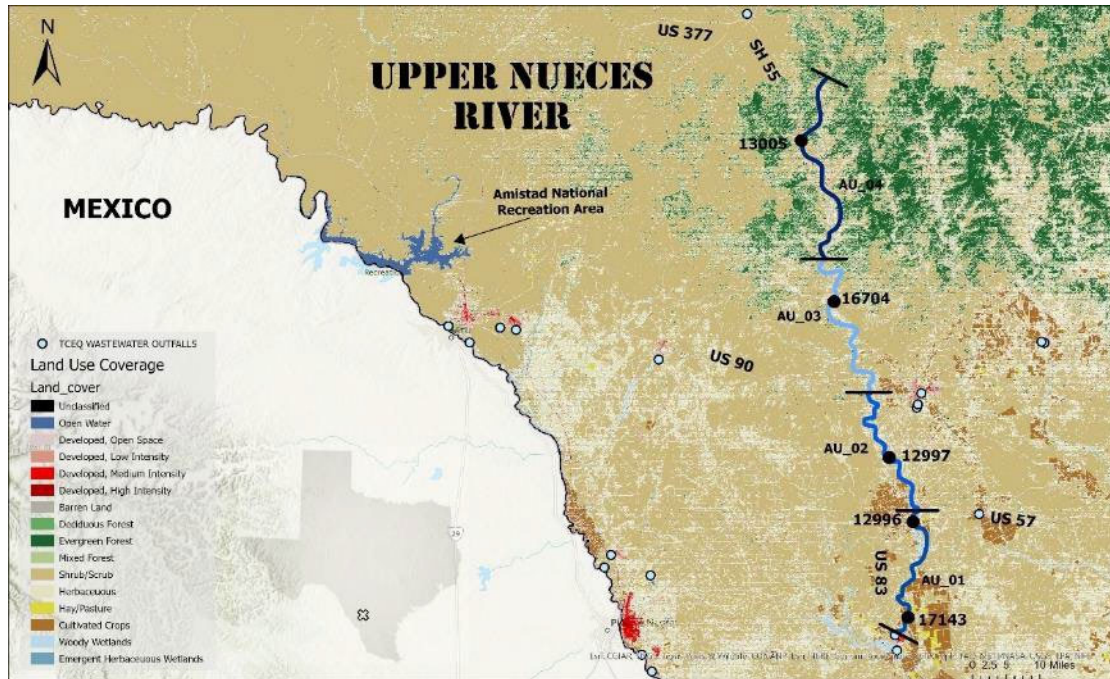 N
US 377
SH 55
UPPER NUECES
RIVER
13005
MEXICO
AU_04
Amistad National
Recreation Area
16704
AU_03
US 90
TCEQ WASTEWATER OUTFALLS
Land Use Coverage
Land_cover
Unclassified
Open Water
Developed, Open Space
Developed, Low Intensity
Developed, Medium Intensity
Developed, High Intensity
Barren Land
Deciduous Forest
Evergreen Forest
Mixed Forest
Shrub/Scrub
Herbaceous
Hay/Pasture
Cultivated Crops
Woody Wetlands
Emergent Herbaceuous Wetlands
AU_02
12997
12996
US 57
29
US 83
AU_01
17143
0 2.5 5 10 Miles